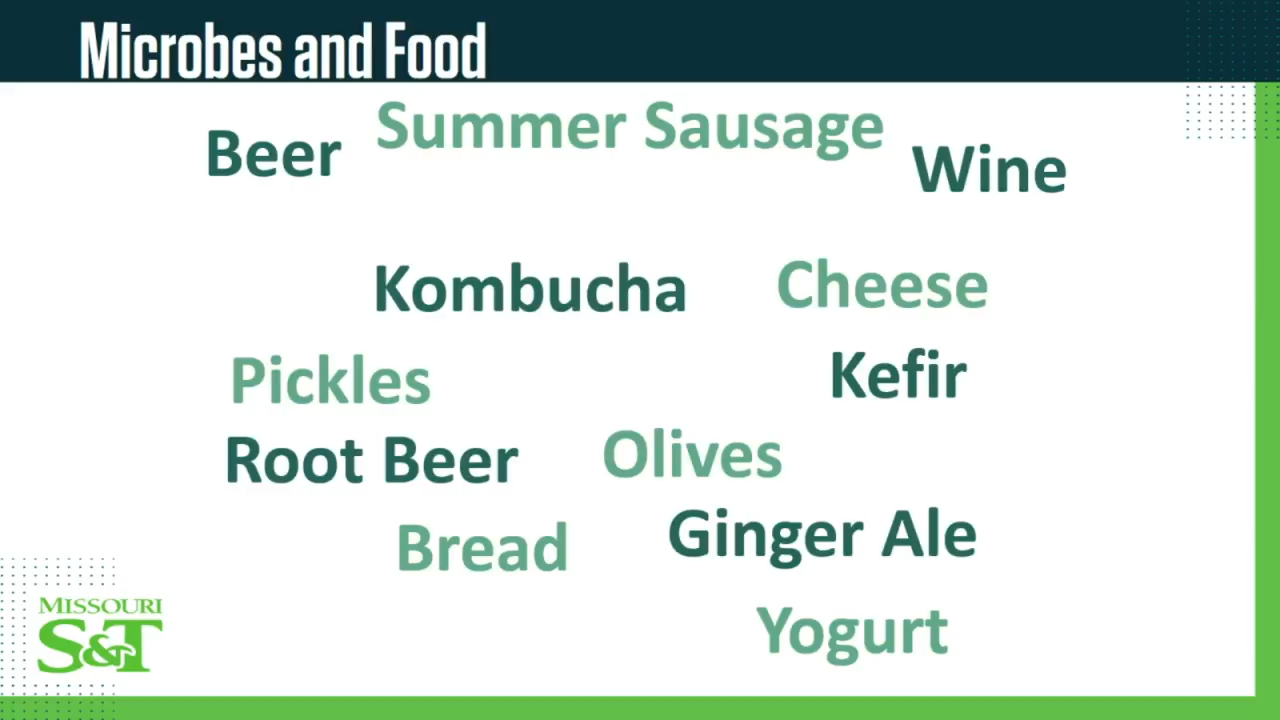 Microbes and Food
Summer Sausage
Beer
Wine
Kombucha
Cheese
Pickles
Kefir
Root Beer
Olives
Ginger Ale
Bread
Yogurt
MISSOURI
S&T